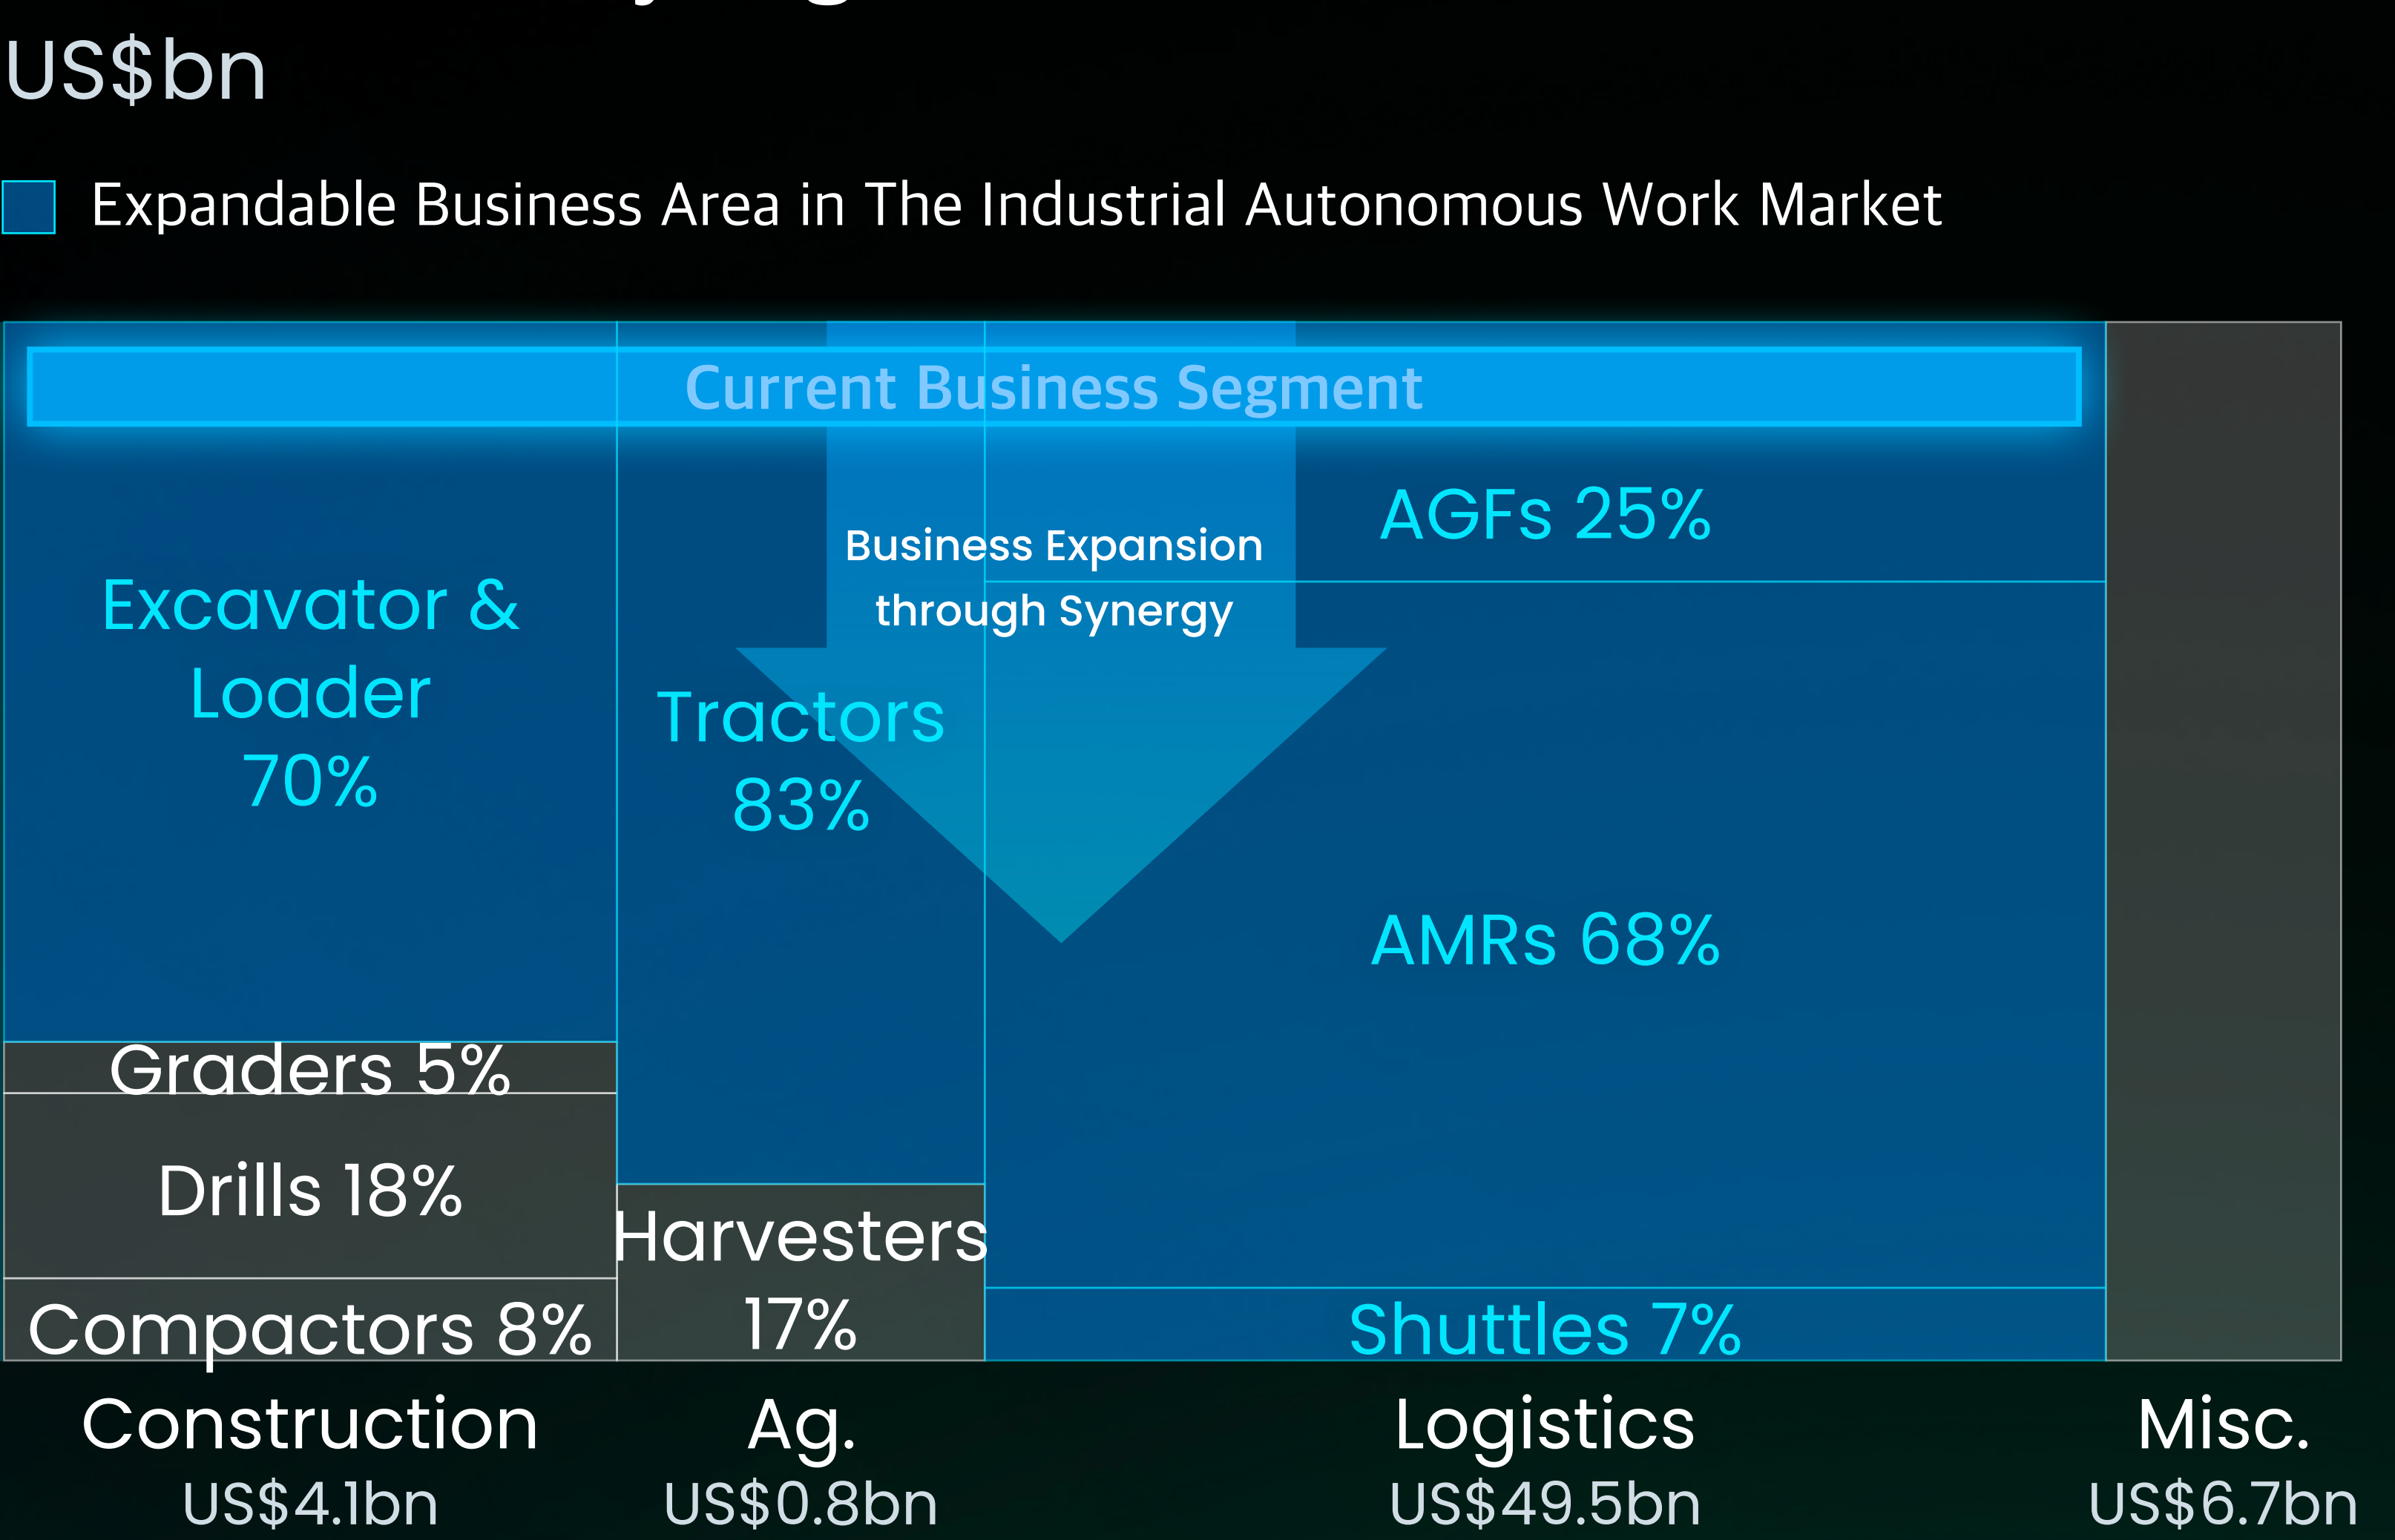 US$bn
Expandable Business Area in The Industrial Autonomous Work Market
Current Business Segment
Business Expansion
through Synergy
Excavator &
Loader
70%
Graders 5%
Drills 18%
Compactors 8%
Tractors
83%
Harvesters
17%
AGFs 25%
AMRs 68%
Shuttles 7%
Construction
US$4.1bn
Ag.
US$0.8bn
Logistics
US$49.5bn
Misc.
US$6.7bn